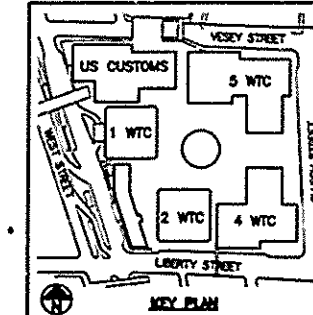 VESEY STREET
US CUSTOMS
5 WTC
1 WTC
WEST STREET
CHURCH STREET
2 WTC
4 WTC
LIBERTY STREET
N
KEY PLAN